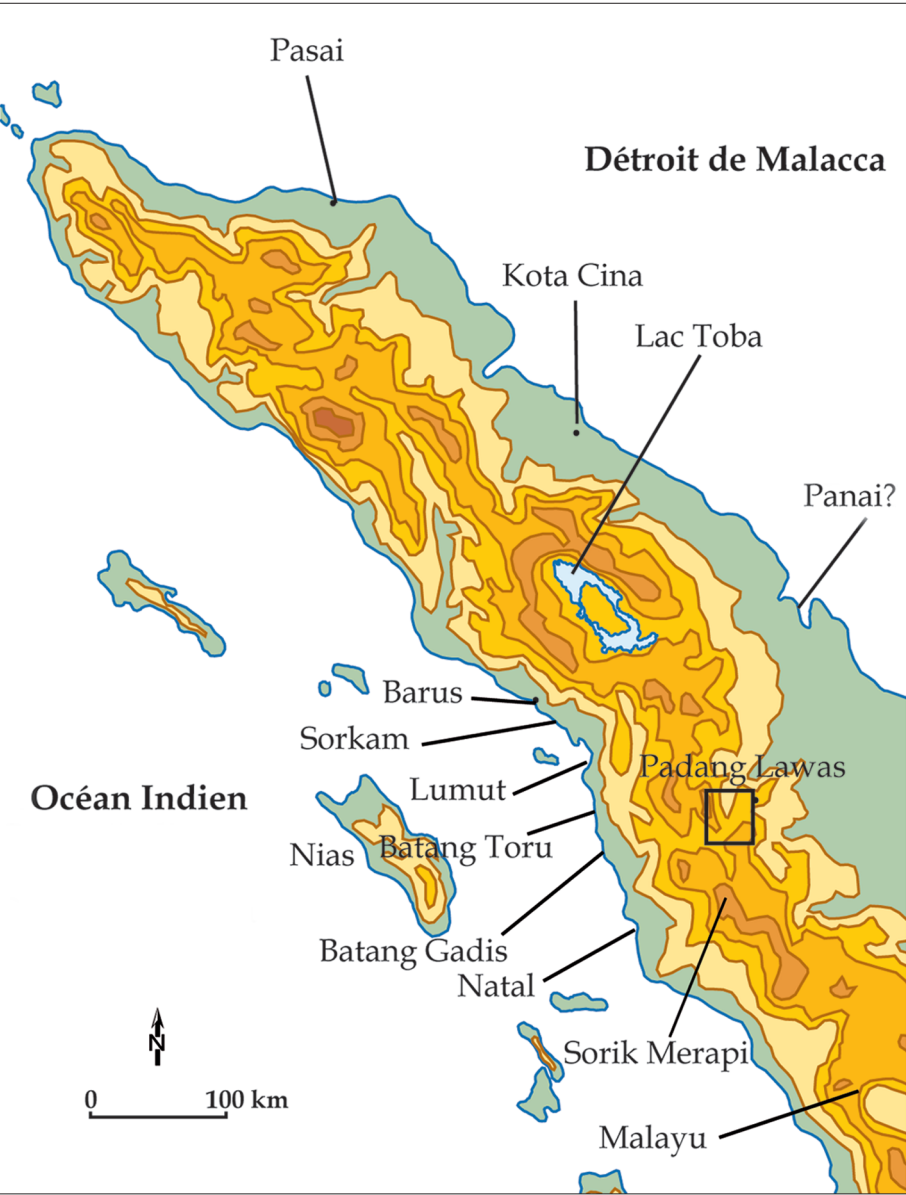 Pasai
Détroit de Malacca
Kota Cina
Lac Toba
Panai?
Barus
Sorkam
Padang Lawas
Lumut
Océan Indien
Batang Toru
Nias
Batang Gadis
Natal
N
Sorik Merapi
0 100 km
Malayu